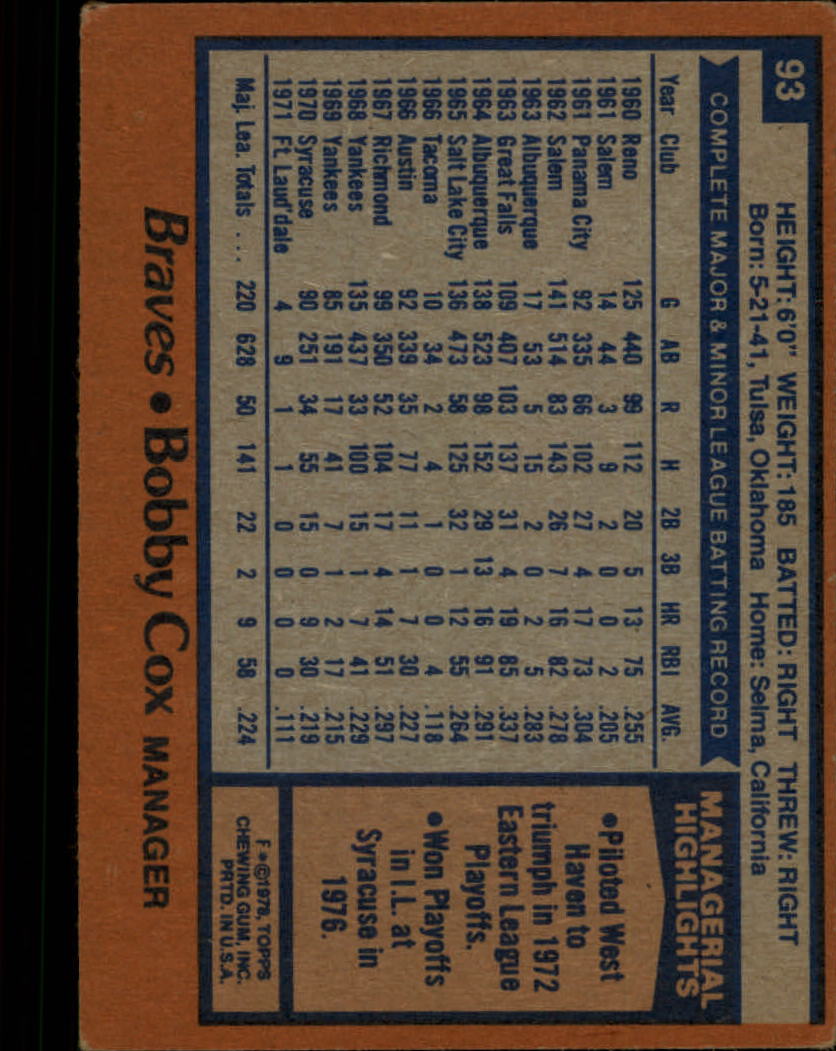 93
HEIGHT: 6'0" WEIGHT: 185 BATTED: RIGHT THREW: RIGHT
Born: 5-21-41, Tulsa, Oklahoma Home: Selma, California
COMPLETE MAJOR & MINOR LEAGUE BATTING RECORD
Year Club G AB R H 2B 3B HR RBI AVG.
1960 Reno 125 440 99 112 20 5 13 75 .255
1961 Salem 14 44 3 9 2 0 0 2 .205
1961 Panama City 92 335 66 102 27 4 17 73 .304
1962 Salem 141 514 83 143 26 7 16 82 .278
1963 Albuquerque 17 53 5 15 2 0 2 5 .283
1963 Great Falls 109 407 103 137 31 4 19 85 .337
1964 Albuquerque 138 523 98 152 29 13 16 91 .291
1965 Salt Lake City 136 473 58 125 32 1 12 55 .264
1966 Tacoma 10 34 2 4 1 0 0 4 .118
1966 Austin 92 339 35 77 11 1 7 30 .227
1967 Richmond 99 350 52 104 17 4 14 51 .297
1968 Yankees 135 437 33 100 15 1 7 41 .229
1969 Yankees 85 191 17 41 7 1 2 17 .215
1970 Syracuse 90 251 34 55 15 0 9 30 .219
1971 Ft. Laud'dale 4 9 1 1 0 0 0 0 .111
Maj. Lea. Totals ... 220 628 50 141 22 2 9 58 .224
MANAGERIAL
HIGHLIGHTS
●Piloted West
Haven to
triumph in 1972
Eastern League
Playoffs.
●Won Playoffs
in I.L. at
Syracuse in
1976.
F*©1978, TOPPS
CHEWING GUM, INC.
PRTD. IN U.S.A.
Braves • Bobby Cox MANAGER